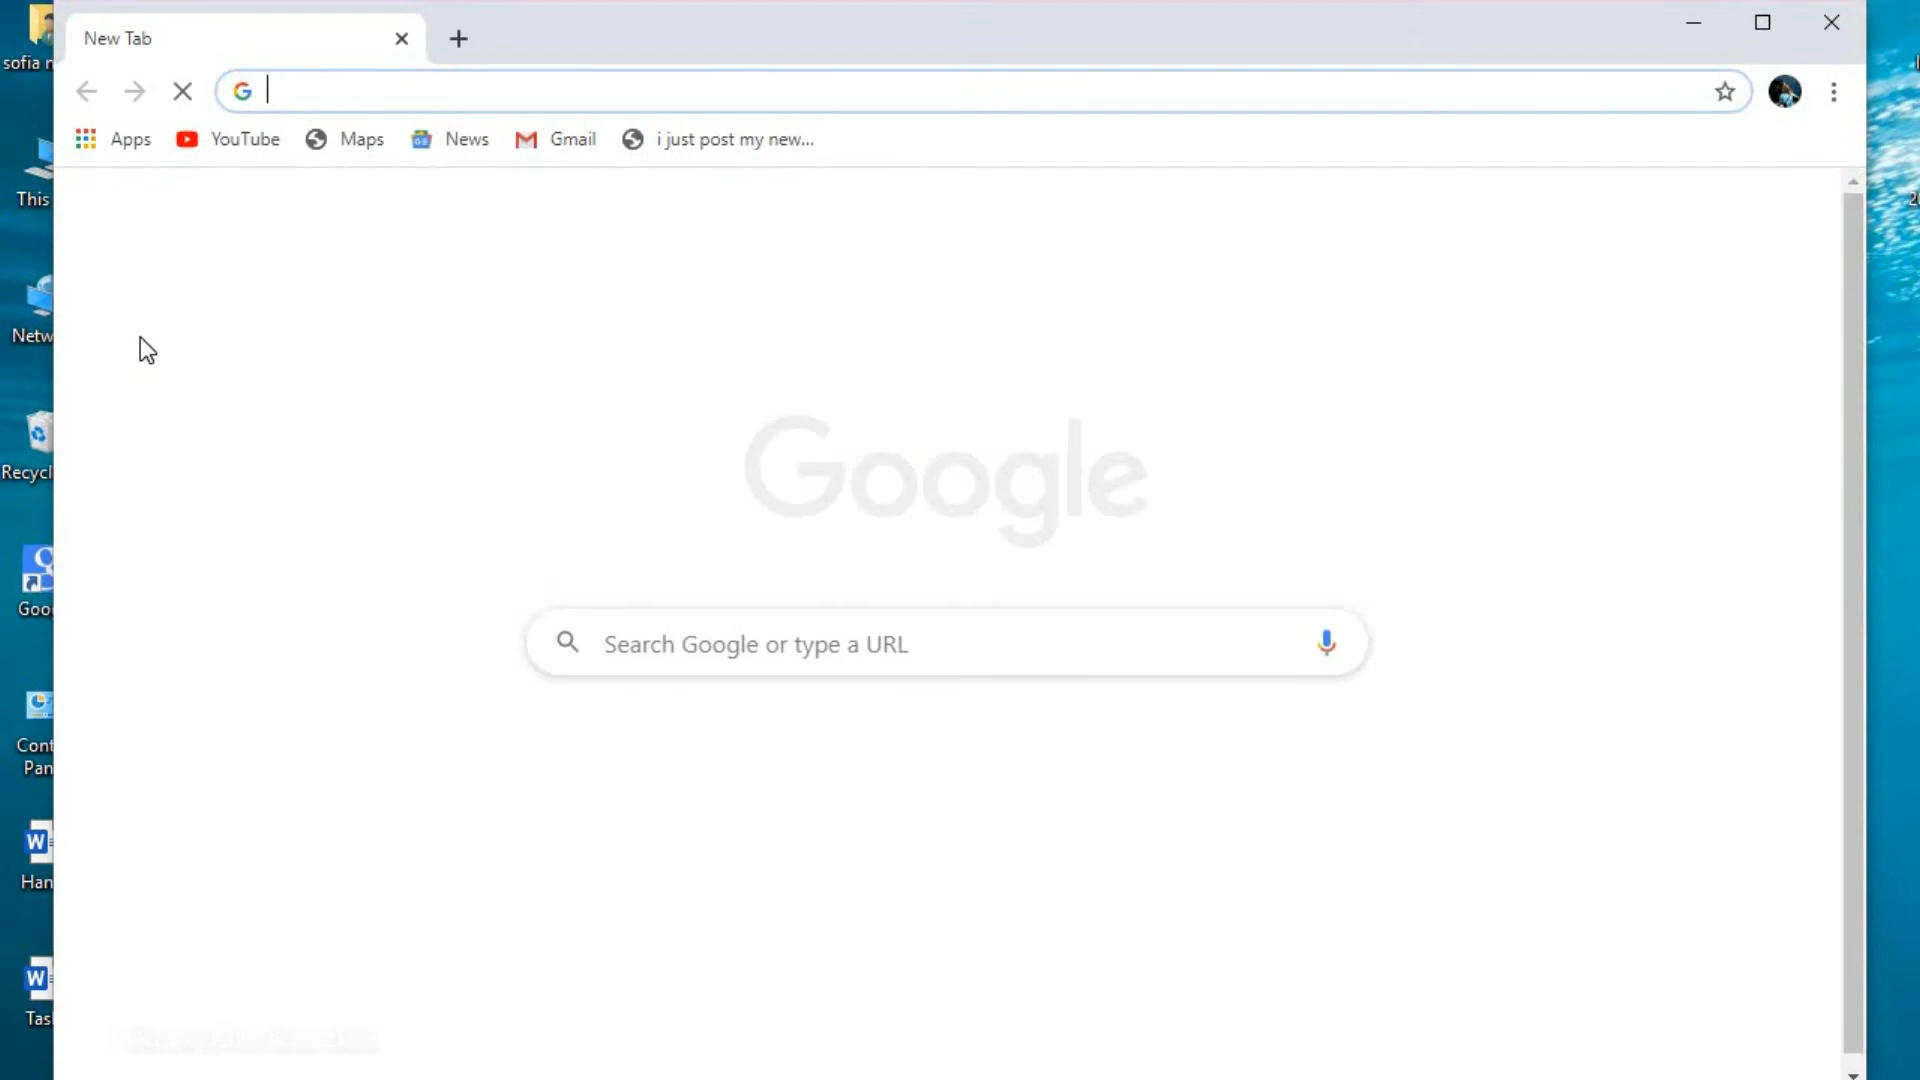 New Tab
Apps
YouTube
Maps
News
Gmail
i just post my new...
Google
Search Google or type a URL
sofia
This
Netw
Recycl
Goo
Cont
Pan
Han
Tas